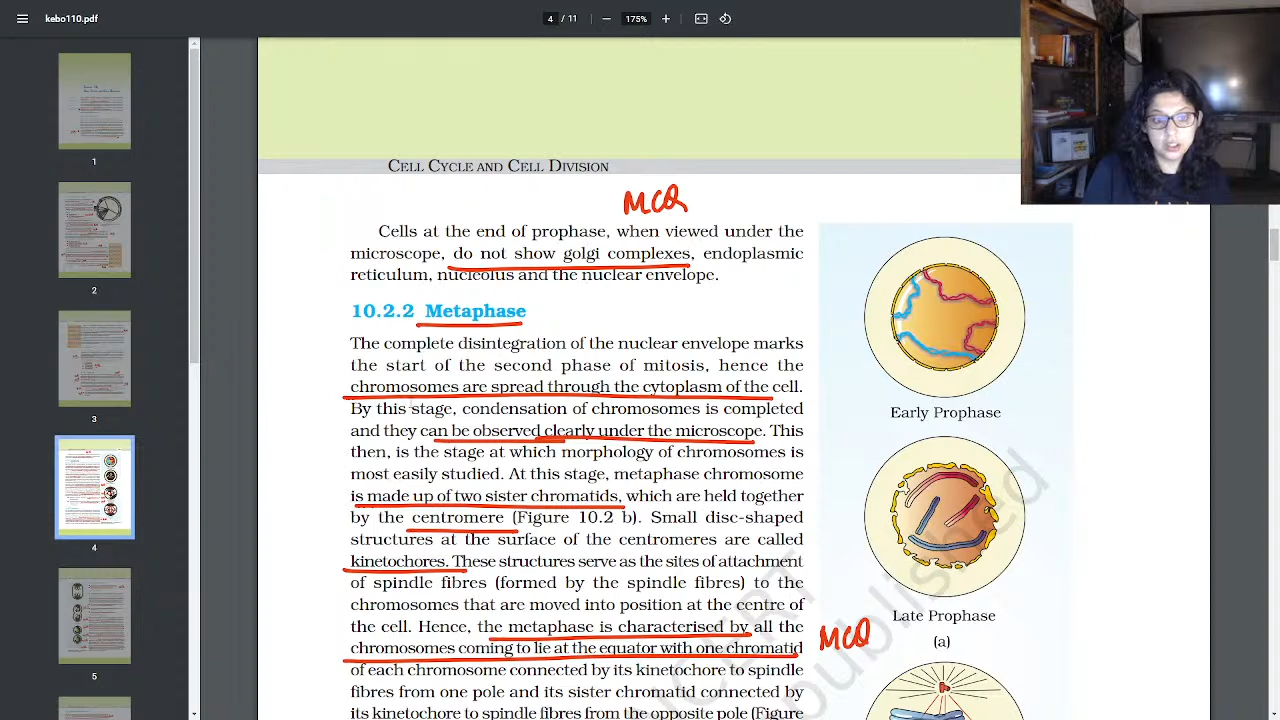 kebo110.pdf
4 / 11
175%
1
2
3
4
5
CELL CYCLE AND CELL DIVISION
MCQ
Cells at the end of prophase, when viewed under the
microscope, do not show golgi complexes, endoplasmic
reticulum, nucleolus and the nuclear envelope.
10.2.2 Metaphase
The complete disintegration of the nuclear envelope marks
the start of the second phase of mitosis, hence the
chromosomes are spread through the cytoplasm of the cell.
By this stage, condensation of chromosomes is completed
and they can be observed clearly under the microscope. This
then, is the stage at which morphology of chromosomes is
most easily studied. At this stage, metaphase chromosome
is made up of two sister chromatids, which are held together
by the centromere (Figure 10.2 b). Small disc-shaped
structures at the surface of the centromeres are called
kinetochores. These structures serve as the sites of attachment
of spindle fibres (formed by the spindle fibres) to the
chromosomes that are moved into position at the centre of
the cell. Hence, the metaphase is characterised by all the
chromosomes coming to lie at the equator with one chromatid
of each chromosome connected by its kinetochore to spindle
fibres from one pole and its sister chromatid connected by
its kinetochore to spindle fibres from the opposite pole (Figure
MCQ
Early Prophase
Late Prophase
(a)